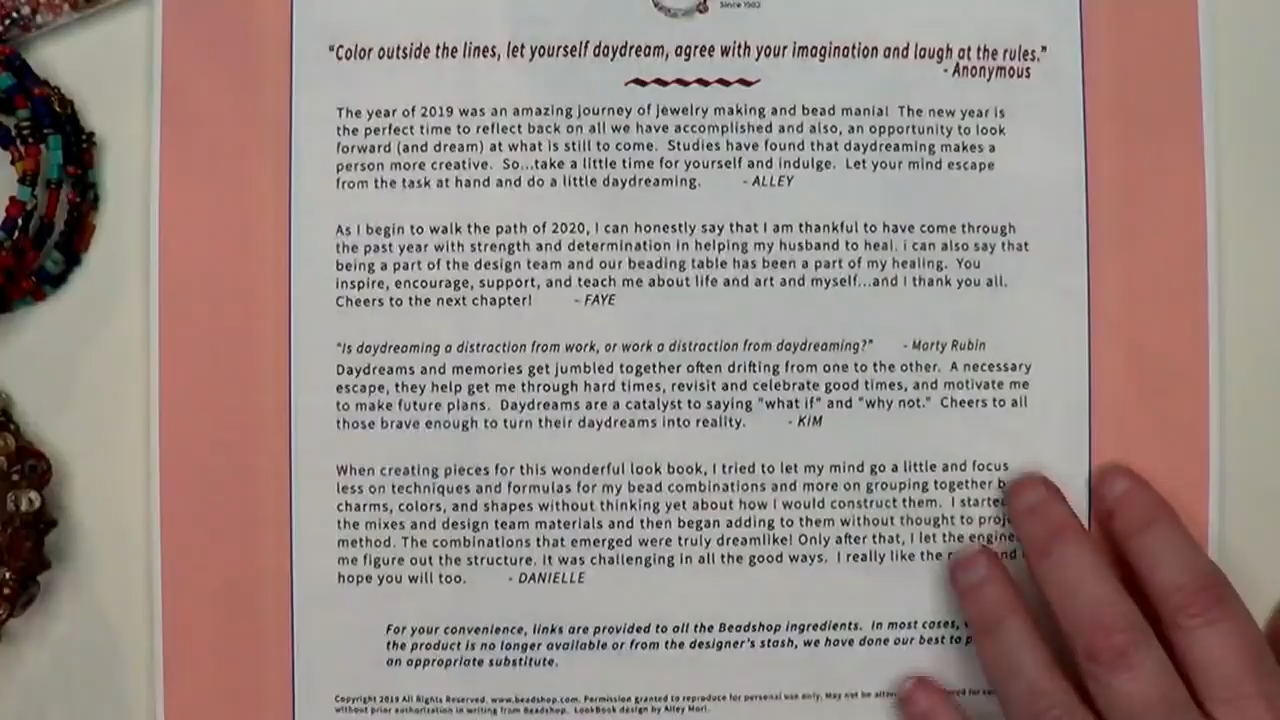 Since 1982
"Color outside the lines, let yourself daydream, agree with your imagination and laugh at the rules."
- Anonymous
The year of 2019 was an amazing journey of jewelry making and bead mania! The new year is
the perfect time to reflect back on all we have accomplished and also, an opportunity to look
forward (and dream) at what is still to come. Studies have found that daydreaming makes a
person more creative. So...take a little time for yourself and indulge. Let your mind escape
from the task at hand and do a little daydreaming. - ALLEY
As I begin to walk the path of 2020, I can honestly say that I am thankful to have come through
the past year with strength and determination in helping my husband to heal. i can also say that
being a part of the design team and our beading table has been a part of my healing. You
inspire, encourage, support, and teach me about life and art and myself...and I thank you all.
Cheers to the next chapter! - FAYE
"Is daydreaming a distraction from work, or work a distraction from daydreaming?" - Marty Rubin
Daydreams and memories get jumbled together often drifting from one to the other. A necessary
escape, they help get me through hard times, revisit and celebrate good times, and motivate me
to make future plans. Daydreams are a catalyst to saying "what if" and "why not." Cheers to all
those brave enough to turn their daydreams into reality. - KIM
When creating pieces for this wonderful look book, I tried to let my mind go a little and focus
less on techniques and formulas for my bead combinations and more on grouping together
charms, colors, and shapes without thinking yet about how I would construct them. I started
the mixes and design team materials and then began adding to them without thought to
method. The combinations that emerged were truly dreamlike! Only after that, I let the
me figure out the structure. It was challenging in all the good ways. I really like the
hope you will too. - DANIELLE
For your convenience, links are provided to all the Beadshop ingredients. In most cases,
the product is no longer available or from the designer's stash, we have done our best to
an appropriate substitute.
Copyright 2019 All Rights Reserved. www.beadshop.com. Permission granted to reproduce for personal use only. May not be
without prior authorization in writing from Beadshop. LookBook design by Alley Mori.